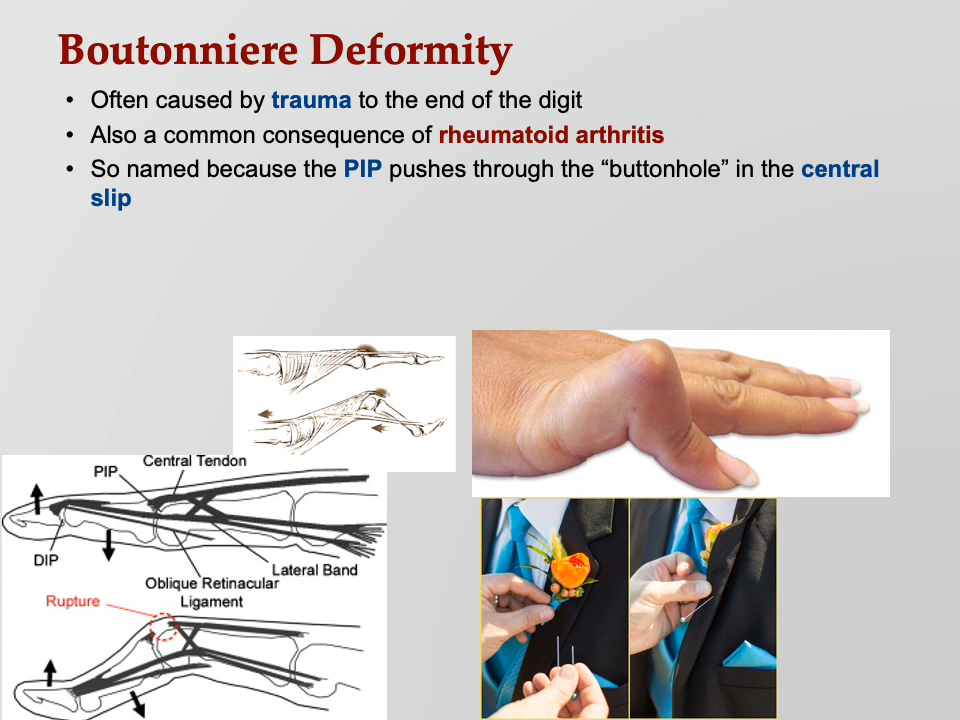 Boutonniere Deformity
• Often caused by trauma to the end of the digit
• Also a common consequence of rheumatoid arthritis
• So named because the PIP pushes through the “buttonhole” in the central
slip
Central Tendon
PIP
DIP
Lateral Band
Oblique Retinacular
Ligament
Rupture